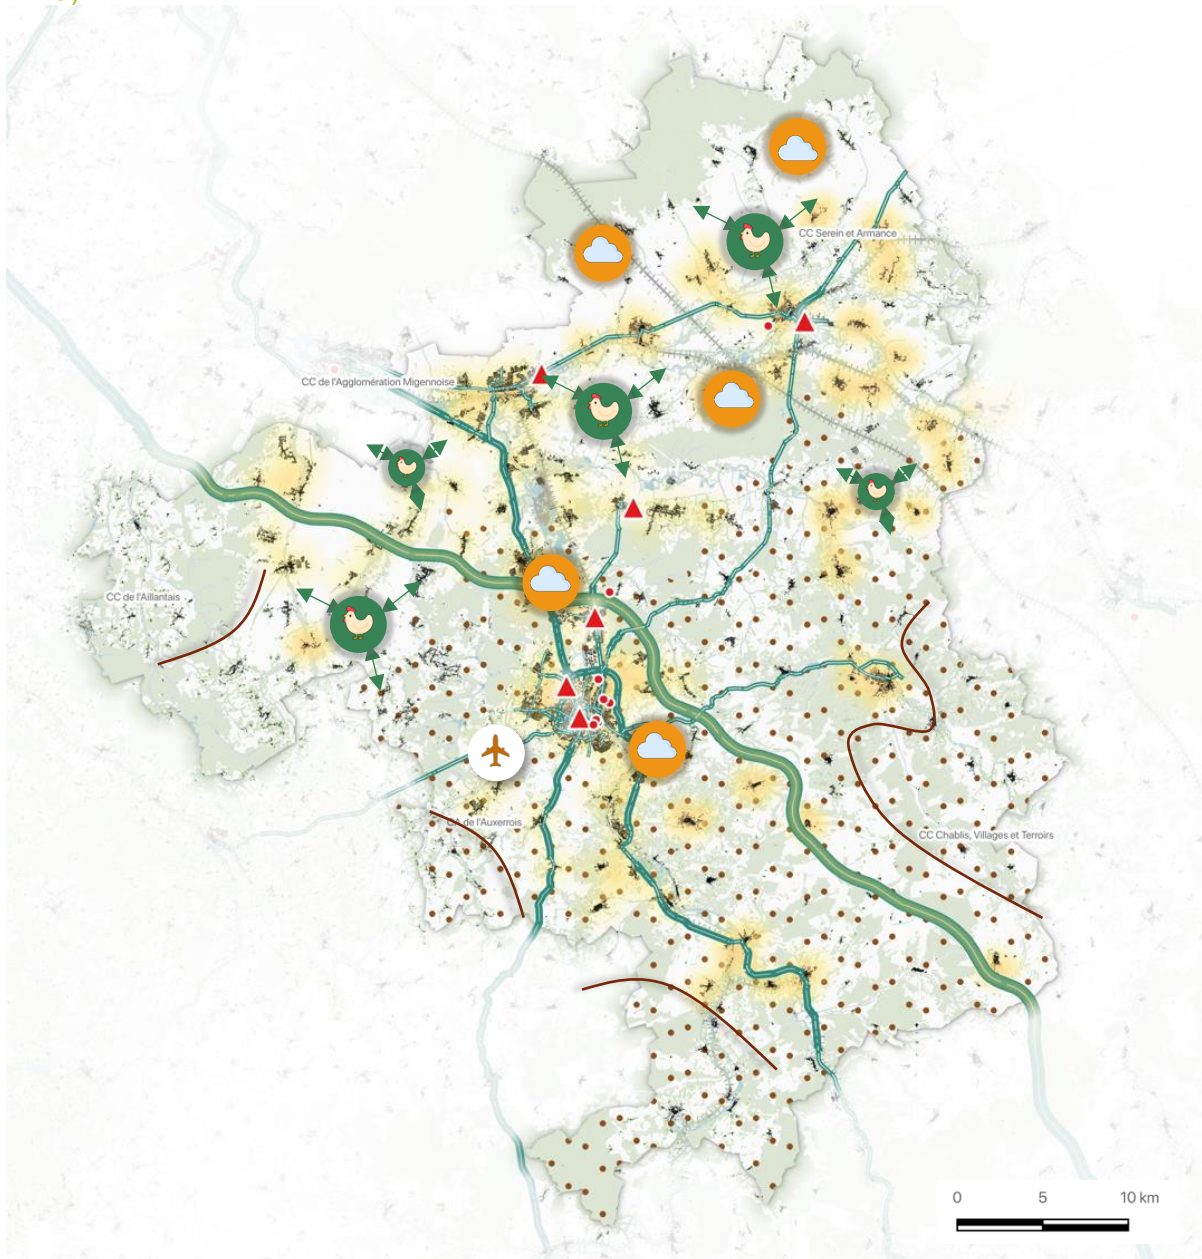 CC Serein et Armance
CC de l'Agglomération Migennoise
CC de l'Aillantais
CA de l'Auxerrois
CC Chablis, Villages et Terroirs
0 5 10 km